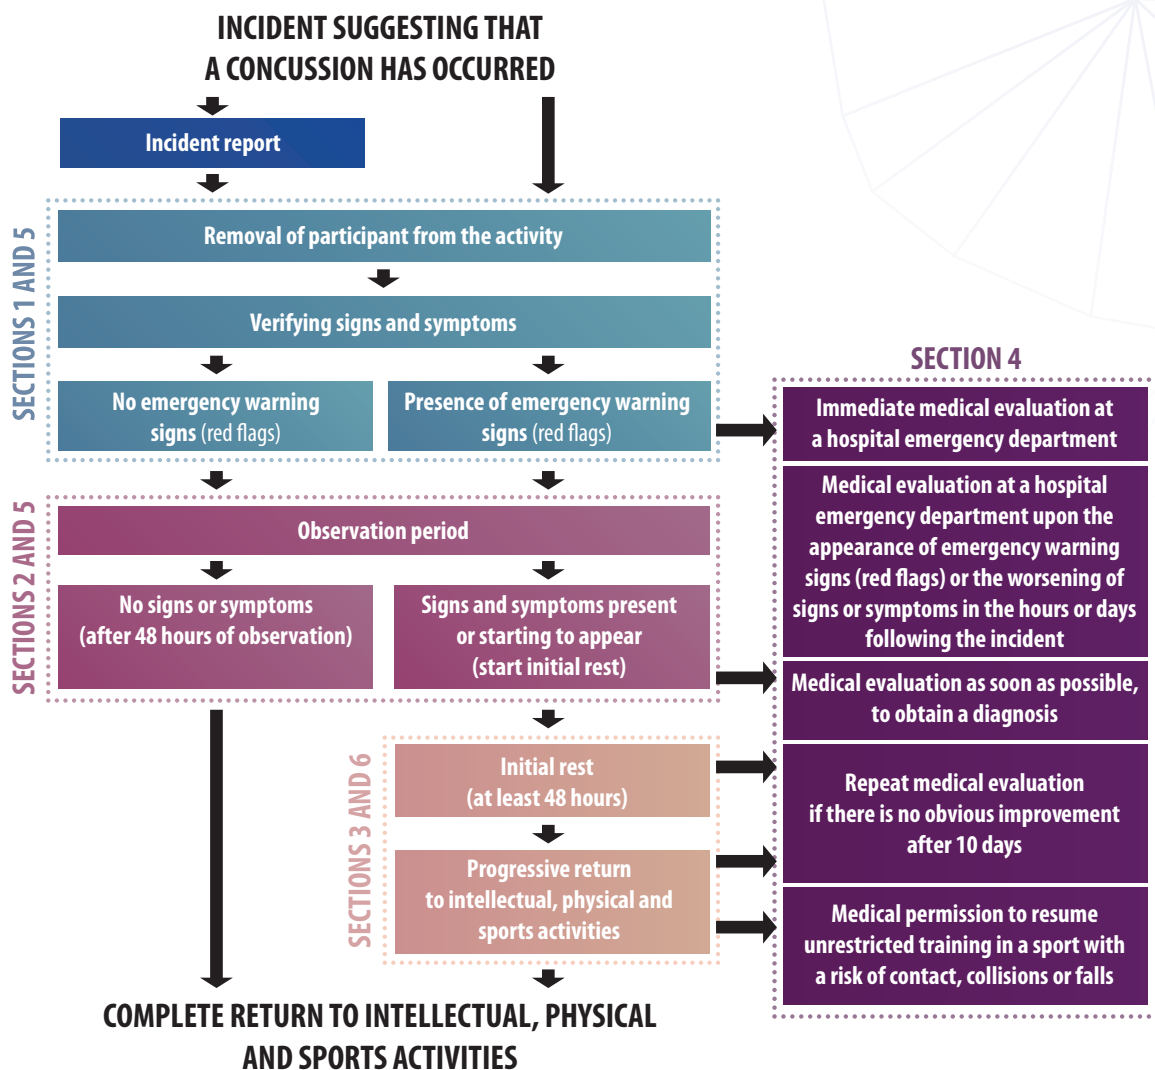 INCIDENT SUGGESTING THAT
A CONCUSSION HAS OCCURRED
Incident report
SECTIONS 1 AND 5
Removal of participant from the activity
Verifying signs and symptoms
No emergency warning
signs (red flags)
Presence of emergency warning
signs (red flags)
SECTIONS 2 AND 5
Observation period
No signs or symptoms
(after 48 hours of observation)
Signs and symptoms present
or starting to appear
(start initial rest)
SECTIONS 3 AND 6
Initial rest
(at least 48 hours)
Progressive return
to intellectual, physical and
sports activities
SECTION 4
Immediate medical evaluation at
a hospital emergency department
Medical evaluation at a hospital
emergency department upon the
appearance of emergency warning
signs (red flags) or the worsening of
signs or symptoms in the hours or days
following the incident
Medical evaluation as soon as possible,
to obtain a diagnosis
Repeat medical evaluation
if there is no obvious improvement
after 10 days
Medical permission to resume
unrestricted training in a sport with
a risk of contact, collisions or falls
COMPLETE RETURN TO INTELLECTUAL, PHYSICAL
AND SPORTS ACTIVITIES